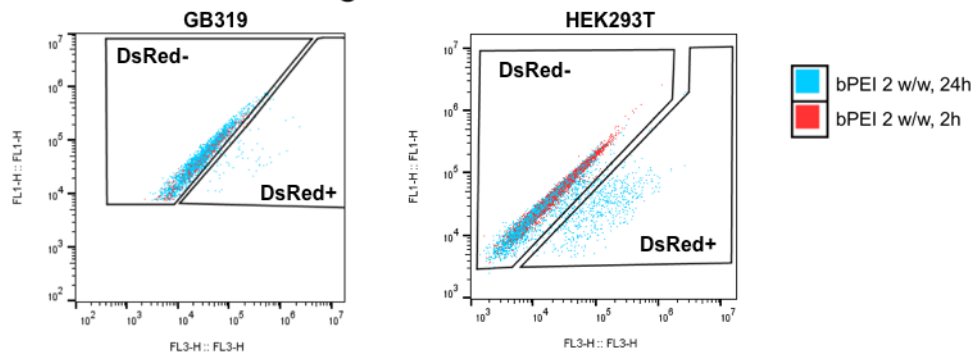 GB319
HEK293T
10^7
10^6
10^5
10^4
10^3
10^2
FL1-H :: FL1-H
DsRed-
DsRed+
10^2 10^3 10^4 10^5 10^6 10^7
FL3-H :: FL3-H
10^7
10^6
10^5
10^4
10^3
FL1-H :: FL1-H
DsRed-
DsRed+
10^3 10^4 10^5 10^6 10^7
FL3-H :: FL3-H
bPEI 2 w/w, 24h
bPEI 2 w/w, 2h